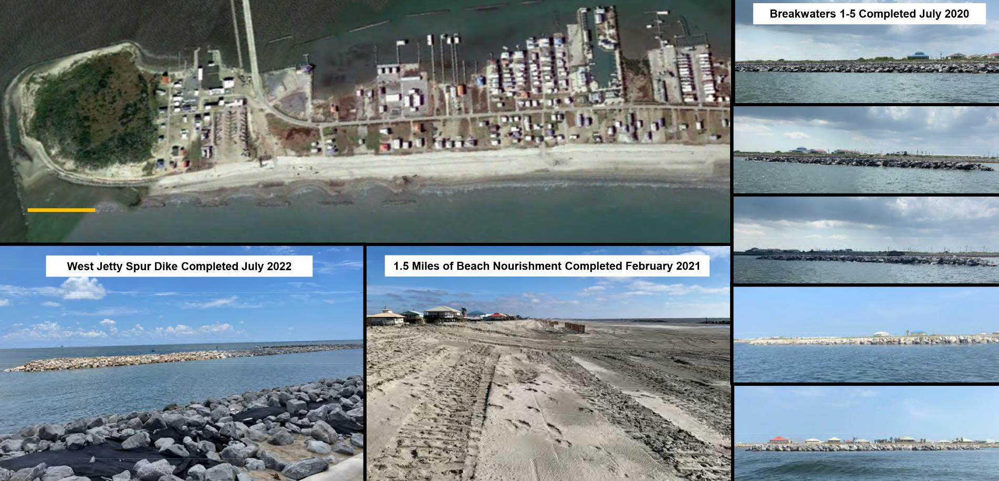 Breakwaters 1-5 Completed July 2020
West Jetty Spur Dike Completed July 2022
1.5 Miles of Beach Nourishment Completed February 2021